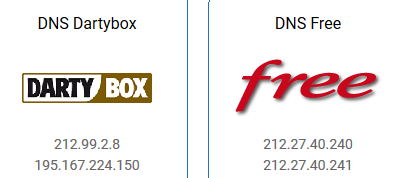 DNS Dartybox
DARTY BOX
212.99.2.8
195.167.224.150
DNS Free
free
212.27.40.240
212.27.40.241